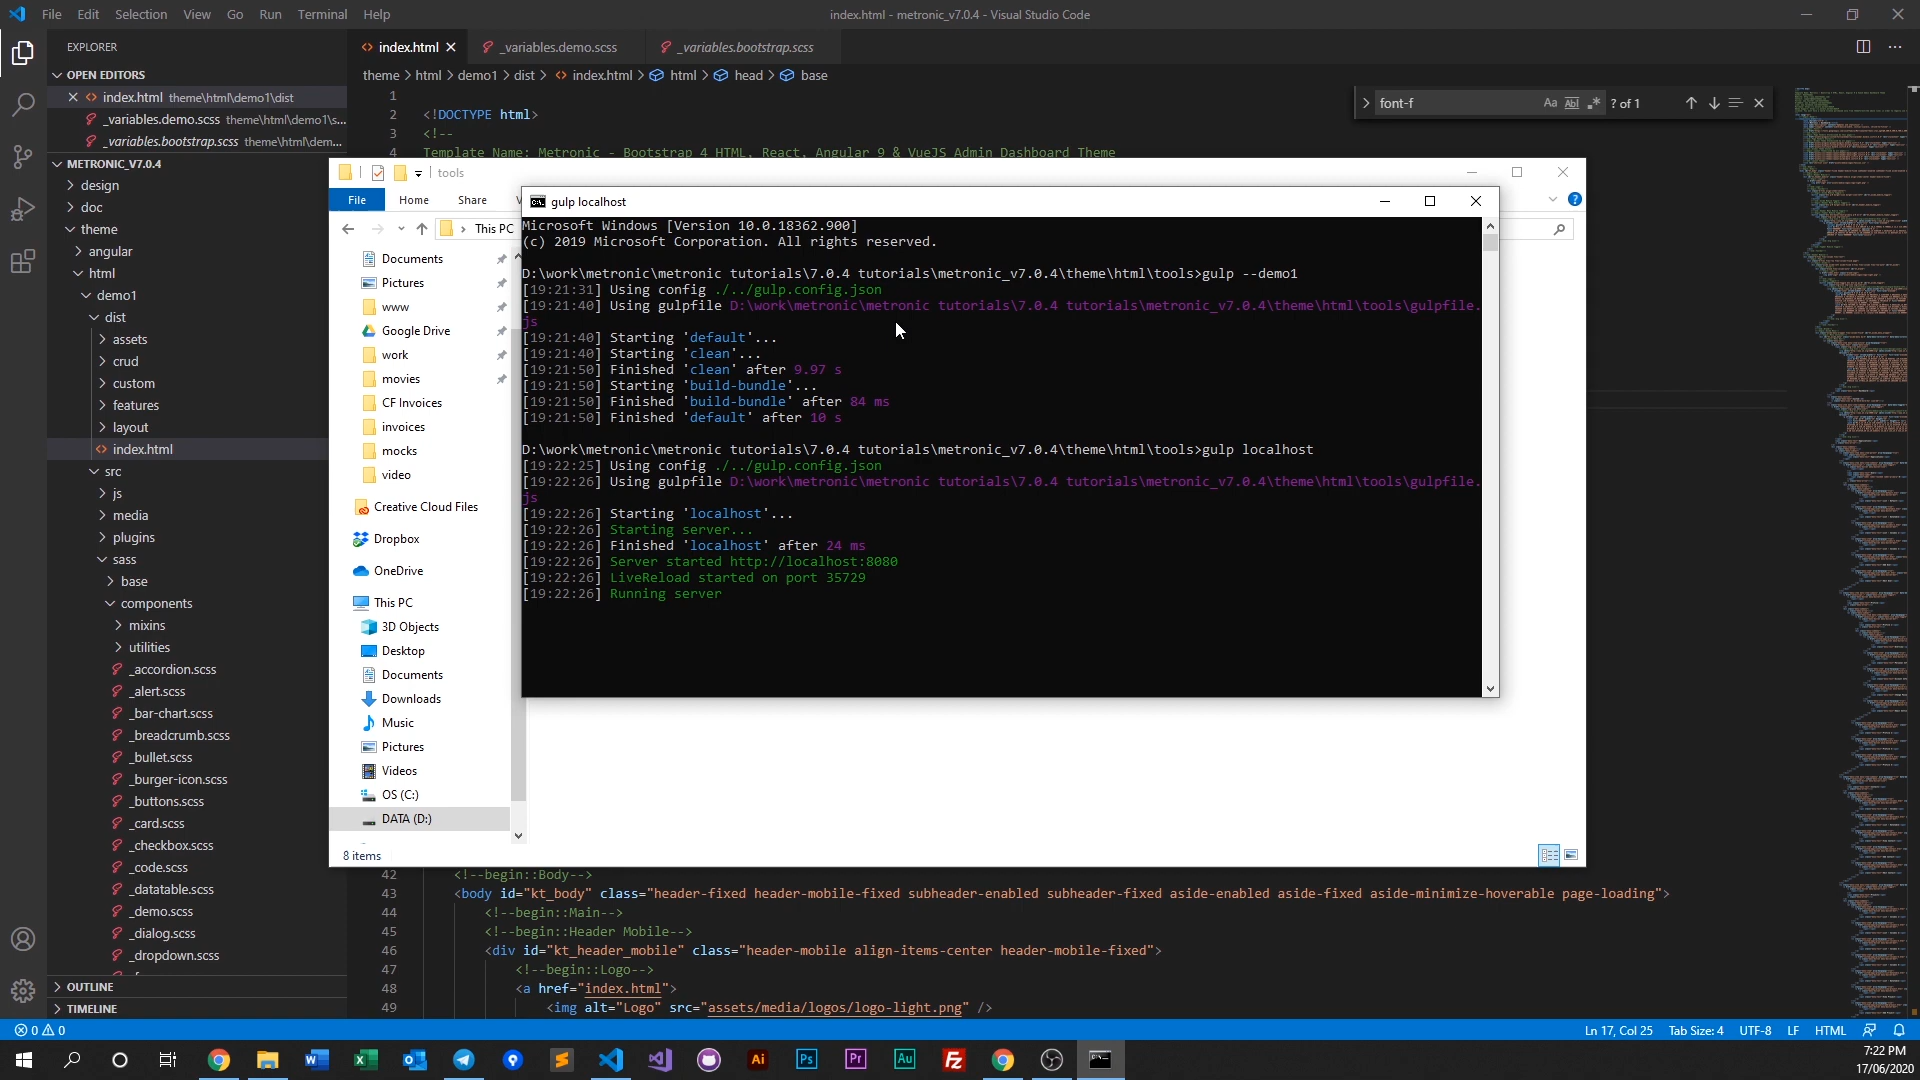 File Edit Selection View Go Run Terminal Help
index.html - metronic_v7.0.4 - Visual Studio Code
EXPLORER
index.html
_variables.demo.scss
_variables.bootstrap.scss
OPEN EDITORS
theme > html > demo1 > dist > index.html > html > head > base
index.html theme\html\demo1\dist
_variables.demo.scss theme\html\demo1\s...
_variables.bootstrap.scss theme\html\dem...
font-f
Aa
? of 1
1
2 <!DOCTYPE html>
3 <!--
4 Template Name: Metronic - Bootstrap 4 HTML, React, Angular 9 & VueJS Admin Dashboard Theme
METRONIC_V7.0.4
design
doc
theme
angular
html
demo1
dist
assets
crud
custom
features
layout
index.html
src
js
media
plugins
sass
base
components
mixins
utilities
_accordion.scss
_alert.scss
_bar-chart.scss
_breadcrumb.scss
_bullet.scss
_burger-icon.scss
_buttons.scss
_card.scss
_checkbox.scss
_code.scss
_datatable.scss
_demo.scss
_dialog.scss
_dropdown.scss
OUTLINE
TIMELINE
tools
File Home Share
This PC
Documents
Pictures
www
Google Drive
work
movies
CF Invoices
invoices
mocks
video
Creative Cloud Files
Dropbox
OneDrive
This PC
3D Objects
Desktop
Documents
Downloads
Music
Pictures
Videos
OS (C:)
DATA (D:)
8 items
gulp localhost
Microsoft Windows [Version 10.0.18362.900]
(c) 2019 Microsoft Corporation. All rights reserved.
D:\work\metronic\metronic tutorials\7.0.4 tutorials\metronic_v7.0.4\theme\html\tools>gulp --demo1
[19:21:31] Using config ./../gulp.config.json
[19:21:40] Using gulpfile D:\work\metronic\metronic tutorials\7.0.4 tutorials\metronic_v7.0.4\theme\html\tools\gulpfile.
js
[19:21:40] Starting 'default'...
[19:21:40] Starting 'clean'...
[19:21:50] Finished 'clean' after 9.97 s
[19:21:50] Starting 'build-bundle'...
[19:21:50] Finished 'build-bundle' after 84 ms
[19:21:50] Finished 'default' after 10 s
D:\work\metronic\metronic tutorials\7.0.4 tutorials\metronic_v7.0.4\theme\html\tools>gulp localhost
[19:22:25] Using config ./../gulp.config.json
[19:22:26] Using gulpfile D:\work\metronic\metronic tutorials\7.0.4 tutorials\metronic_v7.0.4\theme\html\tools\gulpfile.
js
[19:22:26] Starting 'localhost'...
[19:22:26] Starting server...
[19:22:26] Finished 'localhost' after 24 ms
[19:22:26] Server started http://localhost:8080
[19:22:26] LiveReload started on port 35729
[19:22:26] Running server
42 <!--begin::Body-->
43 <body id="kt_body" class="header-fixed header-mobile-fixed subheader-enabled subheader-fixed aside-enabled aside-fixed aside-minimize-hoverable page-loading">
44 <!--begin::Main-->
45 <!--begin::Header Mobile-->
46 <div id="kt_header_mobile" class="header-mobile align-items-center header-mobile-fixed">
47 <!--begin::Logo-->
48 <a href="index.html">
49 <img alt="Logo" src="assets/media/logos/logo-light.png" />
0 0
Ln 17, Col 25 Tab Size: 4 UTF-8 LF HTML
7:22 PM
17/06/2020